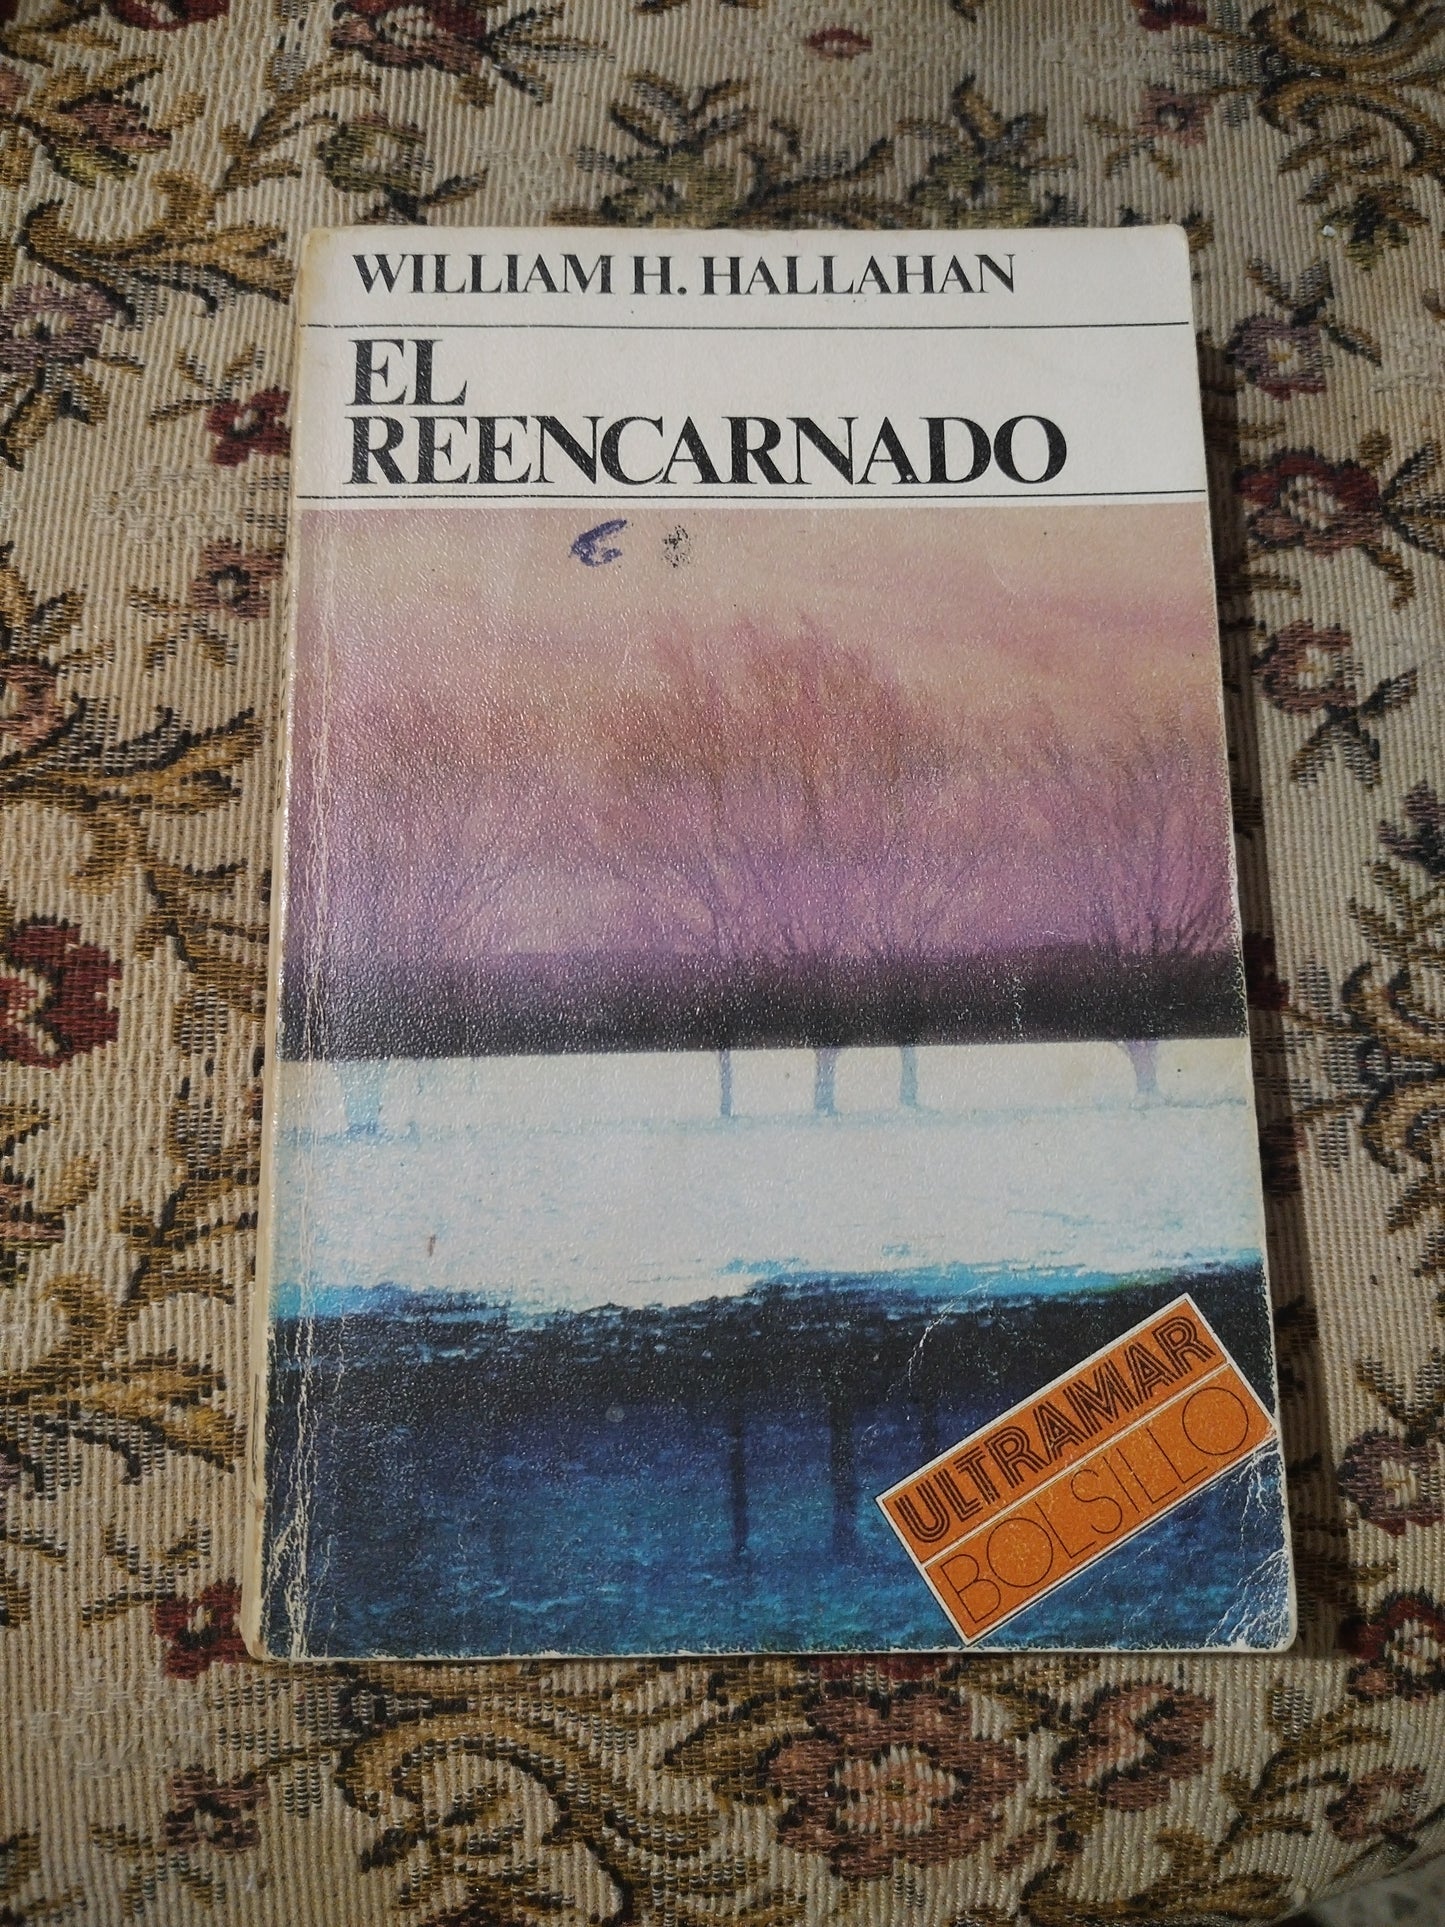 WILLIAM H. HALLAHAN
EL
REENCARNADO
ULTRAMAR
BOLSILLO